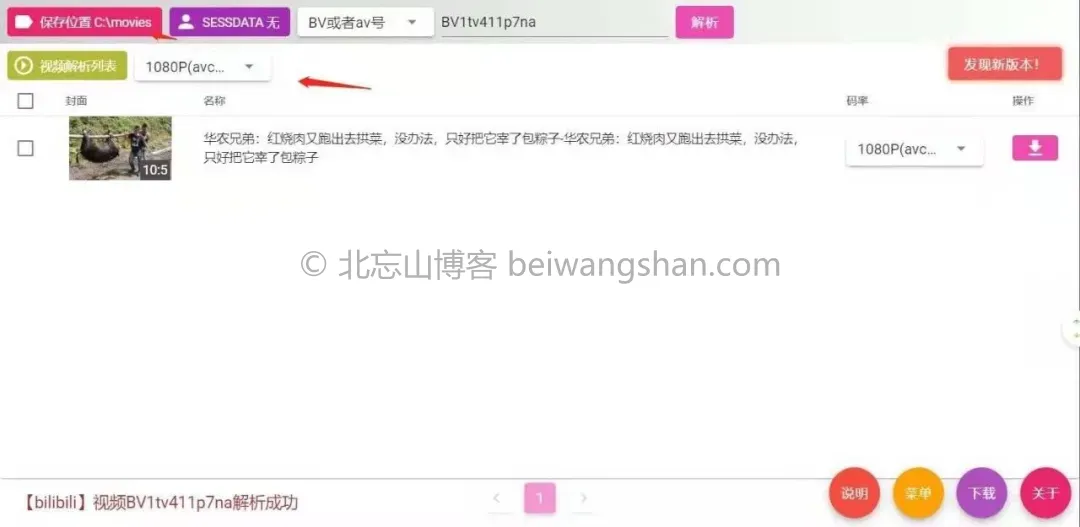 保存位置 C:\movies
SESSDATA 无
BV或者av号
BV1tv411p7na
解析
视频解析列表
1080P(avc...
发现新版本!
封面
名称
码率
操作
10:5
华农兄弟：红烧肉又跑出去拱菜，没办法，只好把它宰了包粽子-华农兄弟：红烧肉又跑出去拱菜，没办法，
只好把它宰了包粽子
1080P(avc...
© 北忘山博客 beiwangshan.com
【bilibili】视频BV1tv411p7na解析成功
1
说明
菜单
下载
关于